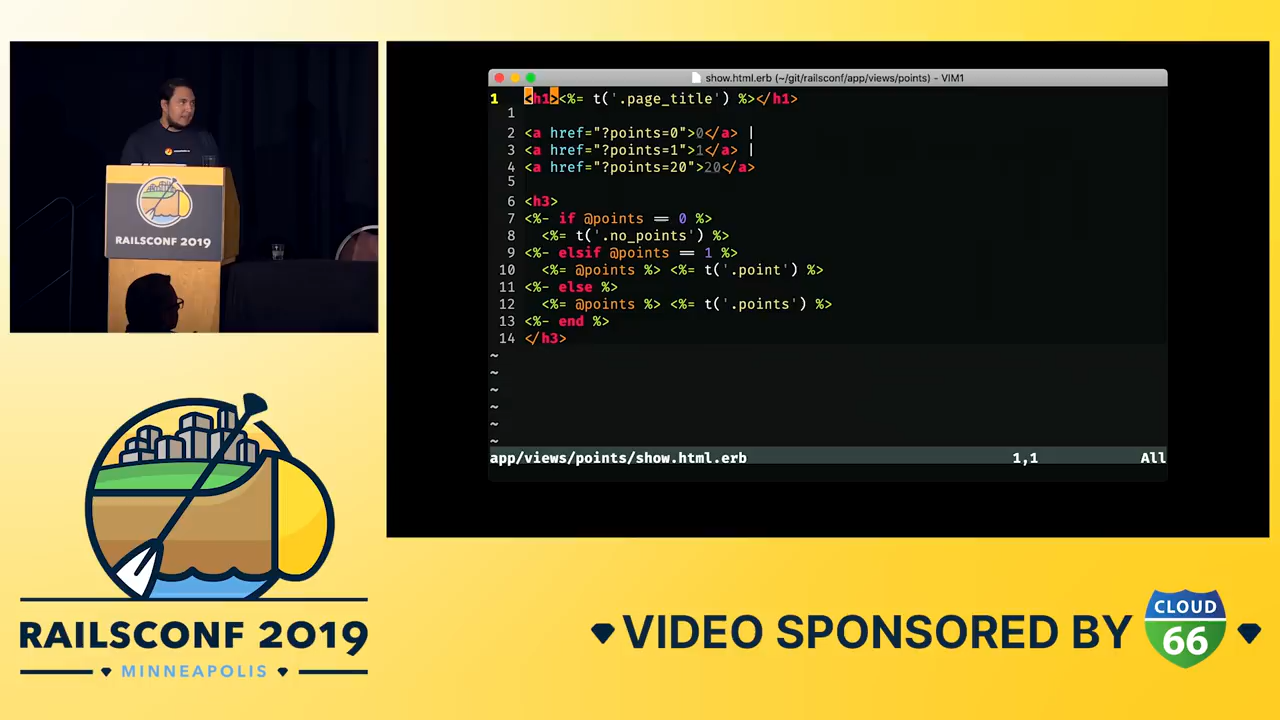 RAILSCONF 2019
show.html.erb (~/git/railsconf/app/views/points) - VIM1
1 <h1><%= t('.page_title') %></h1>
1
2 <a href="?points=0">0</a> |
3 <a href="?points=1">1</a> |
4 <a href="?points=20">20</a>
5
6 <h3>
7 <%- if @points == 0 %>
8 <%= t('.no_points') %>
9 <%- elsif @points == 1 %>
10 <%= @points %> <%= t('.point') %>
11 <%- else %>
12 <%= @points %> <%= t('.points') %>
13 <%- end %>
14 </h3>
~
~
~
~
~
~
app/views/points/show.html.erb 1,1 All
RAILSCONF 2019
MINNEAPOLIS
VIDEO SPONSORED BY
CLOUD
66